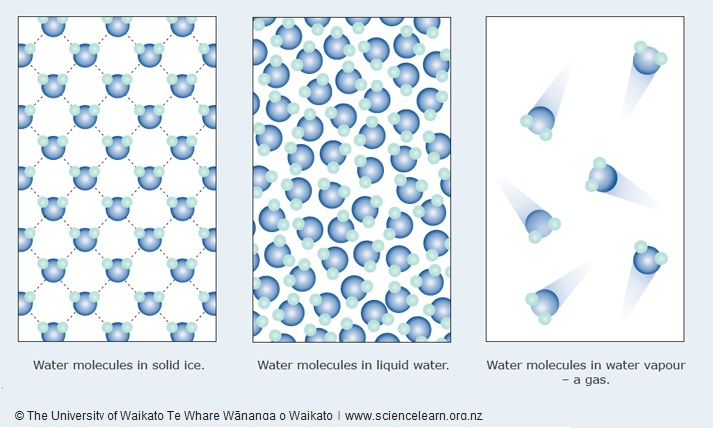 Water molecules in solid ice.
Water molecules in liquid water.
Water molecules in water vapour
– a gas.
© The University of Waikato Te Whare Wānanga o Waikato | www.sciencelearn.org.nz